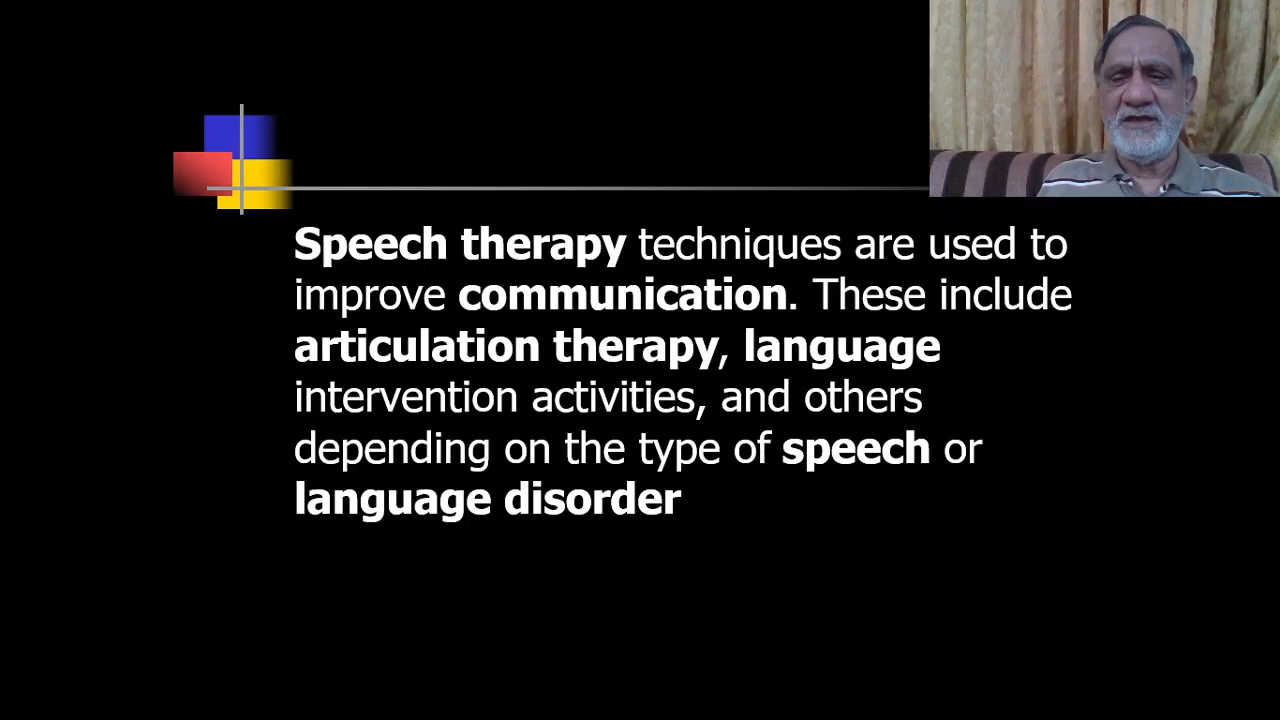 Speech therapy techniques are used to
improve communication. These include
articulation therapy, language
intervention activities, and others
depending on the type of speech or
language disorder